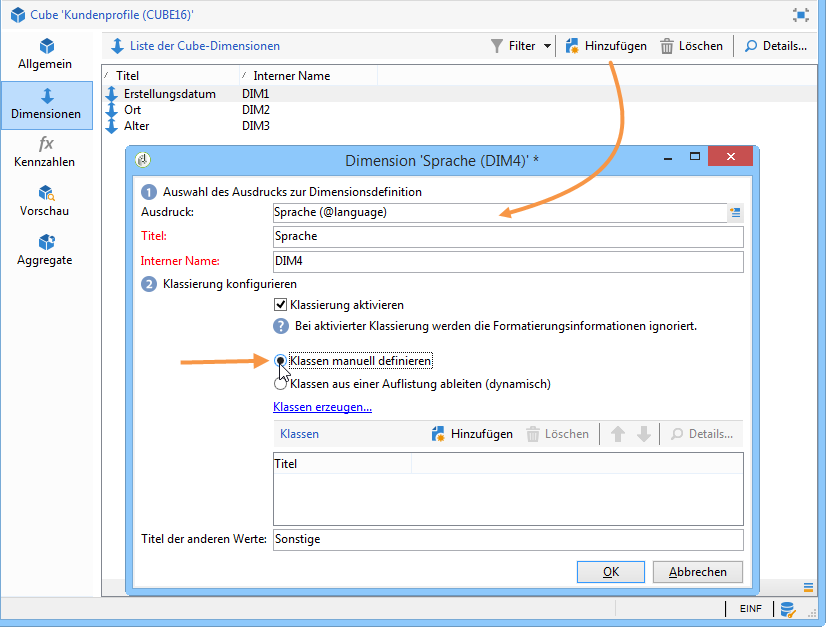 Cube 'Kundenprofile (CUBE16)'
Allgemein
Dimensionen
fx
Kennzahlen
Vorschau
Aggregate
Liste der Cube-Dimensionen
Filter
Hinzufügen
Löschen
Details...
Titel
Interner Name
Erstellungsdatum DIM1
Ort DIM2
Alter DIM3
Dimension 'Sprache (DIM4)' *
1 Auswahl des Ausdrucks zur Dimensionsdefinition
Ausdruck: Sprache (@language)
Titel: Sprache
Interner Name: DIM4
2 Klassierung konfigurieren
Klassierung aktivieren
? Bei aktivierter Klassierung werden die Formatierungsinformationen ignoriert.
Klassen manuell definieren
Klassen aus einer Auflistung ableiten (dynamisch)
Klassen erzeugen...
Klassen
Hinzufügen
Löschen
Details...
Titel
Titel der anderen Werte: Sonstige
OK
Abbrechen
EINF